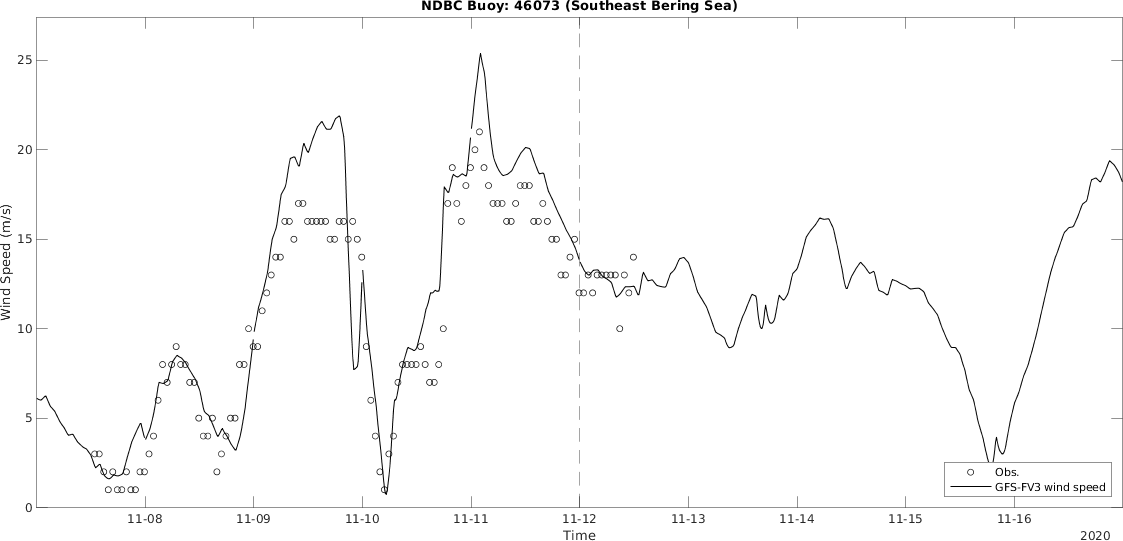 NDBC Buoy: 46073 (Southeast Bering Sea)
Wind Speed (m/s)
25
20
15
10
5
0
Obs.
GFS-FV3 wind speed
11-08 11-09 11-10 11-11 11-12 11-13 11-14 11-15 11-16
Time
2020